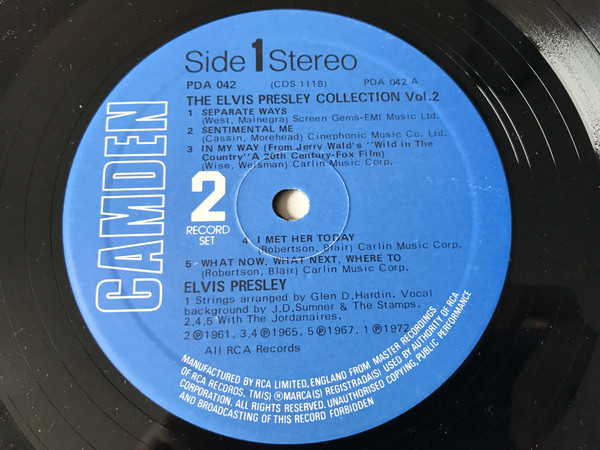 Side 1 Stereo
PDA 042 (CDS 1118) PDA 042 A
THE ELVIS PRESLEY COLLECTION Vol.2
1 SEPARATE WAYS
(West, Mainegra) Screen Gems-EMI Music Ltd.
2 SENTIMENTAL ME
(Cassin, Morehead) Cinephonic Music Co. Ltd.
3 IN MY WAY (From Jerry Wald's "Wild in The
Country" A 20th Century-Fox Film)
(Wise, Weisman) Carlin Music Corp.
CAMDEN
2
RECORD
SET
4 I MET HER TODAY
(Robertson, Blair) Carlin Music Corp.
5 WHAT NOW, WHAT NEXT, WHERE TO
(Robertson, Blair) Carlin Music Corp.
ELVIS PRESLEY
1 Strings arranged by Glen D. Hardin. Vocal
background by J.D. Sumner & The Stamps.
2,4,5 With The Jordanaires.
2 Ⓟ1961. 3,4 Ⓟ1965. 5 Ⓟ1967. 1 Ⓟ1972
All RCA Records
MANUFACTURED BY RCA LIMITED, ENGLAND FROM MASTER RECORDINGS
OF RCA RECORDS, TM(S) ® MARCA(S) REGISTRADA(S) USED BY AUTHORITY OF RCA
CORPORATION. ALL RIGHTS RESERVED. UNAUTHORISED COPYING, PUBLIC PERFORMANCE
AND BROADCASTING OF THIS RECORD FORBIDDEN